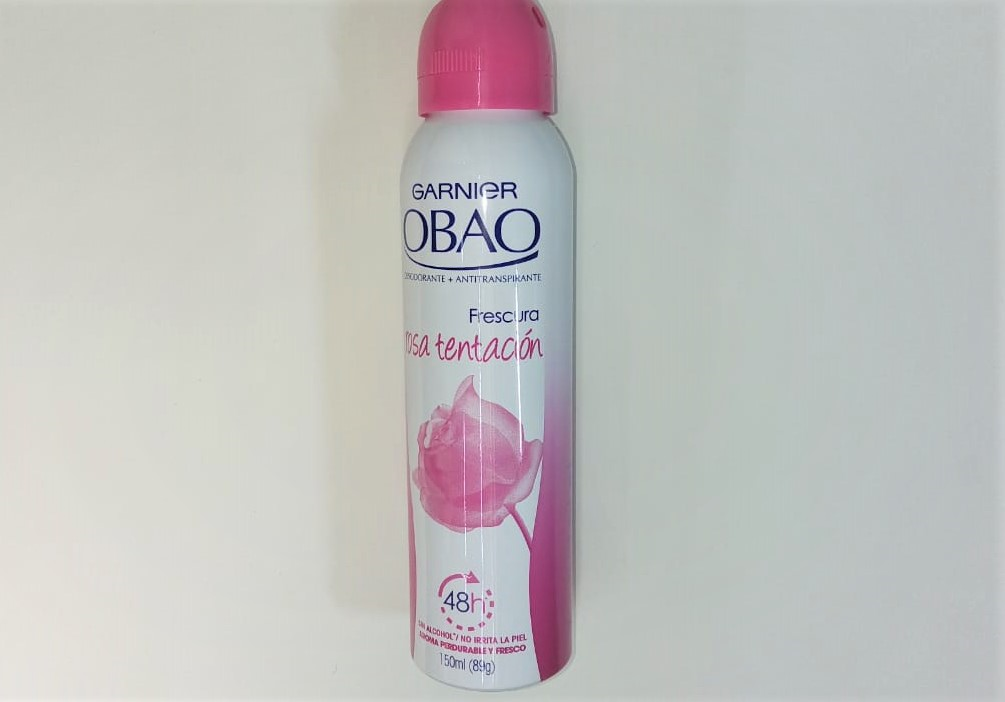 GARNIER
OBAO
DESODORANTE + ANTITRANSPIRANTE
Frescura
rosa tentación
48h
SIN ALCOHOL*/ NO IRRITA LA PIEL
AROMA PERDURABLE Y FRESCO
150ml (89g)